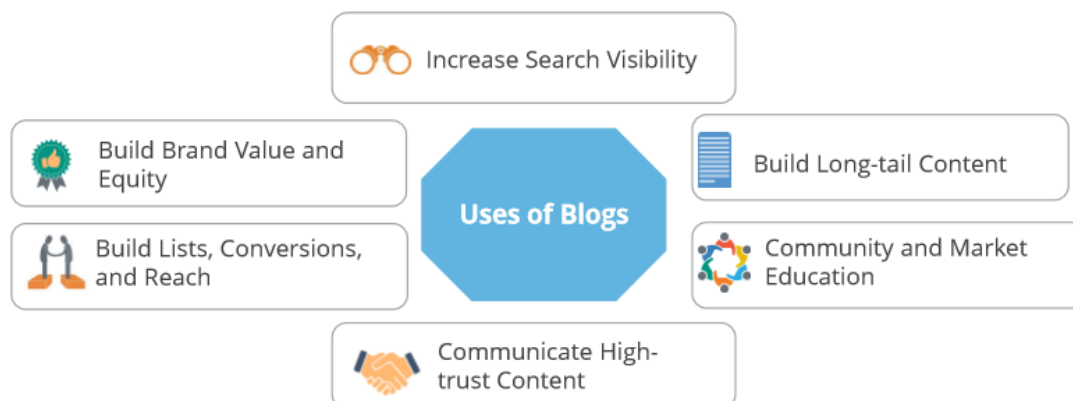 Increase Search Visibility
Build Brand Value and
Equity
Build Long-tail Content
Uses of Blogs
Build Lists, Conversions,
and Reach
Community and Market
Education
Communicate High-
trust Content